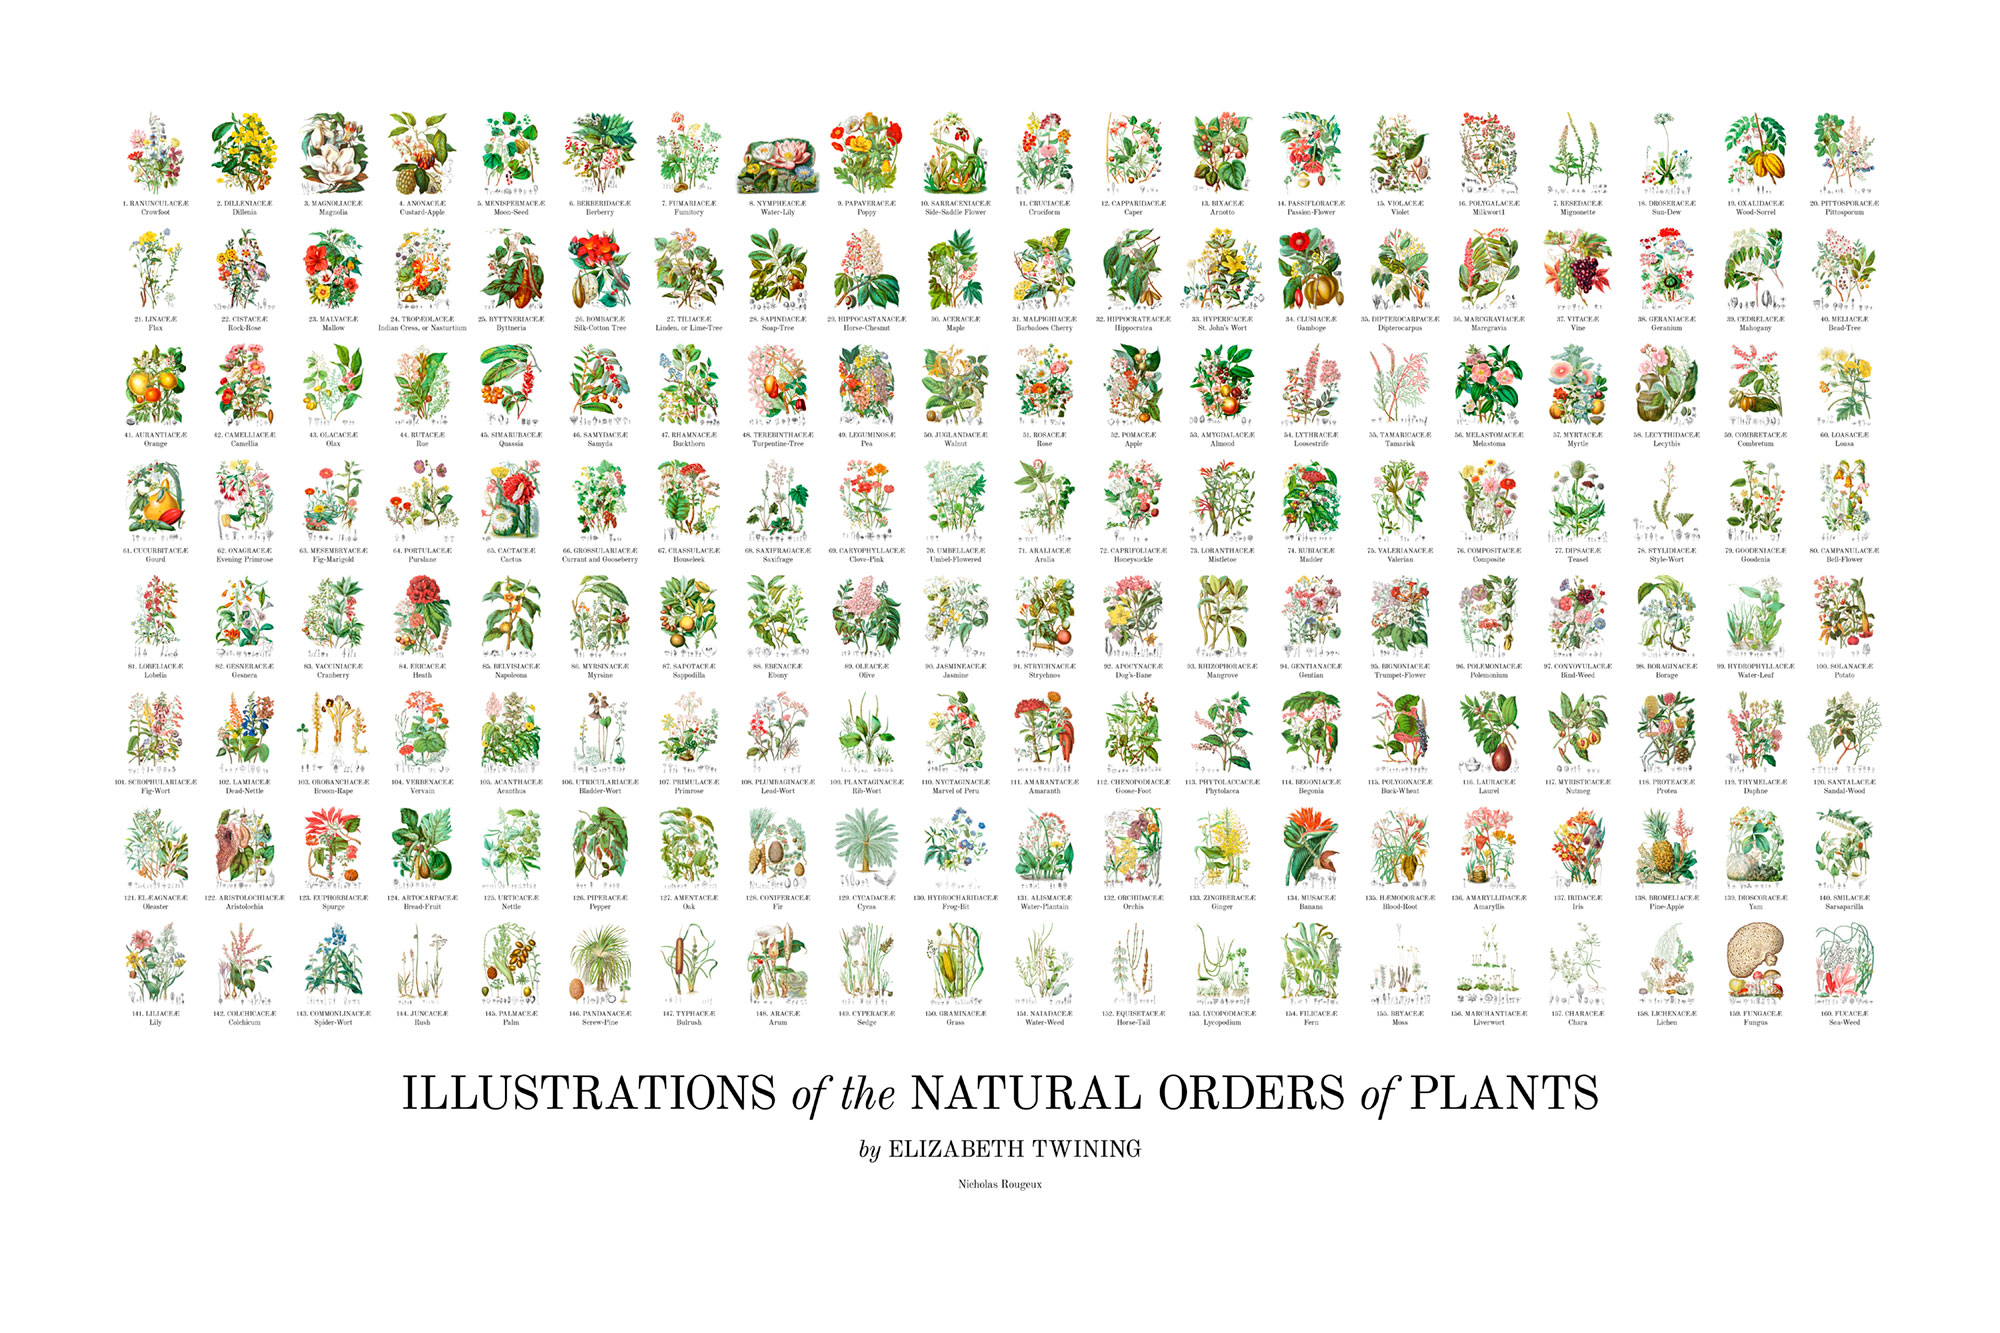 1. RANUNCULACEÆ
Crowfoot
2. DILLENIACEÆ
Dillenia
3. MAGNOLIACEÆ
Magnolia
4. ANONACEÆ
Custard-Apple
5. MENISPERMACEÆ
Moon-Seed
6. BERBERIDACEÆ
Berberry
7. FUMARIACEÆ
Fumitory
8. NYMPHEACEÆ
Water-Lily
9. PAPAVERACEÆ
Poppy
10. SARRACENIACEÆ
Side-Saddle Flower
11. CRUCIACEÆ
Cruciform
12. CAPPARIDACEÆ
Caper
13. BIXACEÆ
Arnotto
14. PASSIFLORACEÆ
Passion-Flower
15. VIOLACEÆ
Violet
16. POLYGALACEÆ
Milkwort1
7. RESEDACEÆ
Mignonette
18. DROSERACEÆ
Sun-Dew
19. OXALIDACEÆ
Wood-Sorrel
20. PITTOSPORACEÆ
Pittosporum
21. LINACEÆ
Flax
22. CISTACEÆ
Rock-Rose
23. MALVACEÆ
Mallow
24. TROPÆOLACEÆ
Indian Cress, or Nasturtium
25. BYTTNERIACEÆ
Byttneria
26. BOMBACEÆ
Silk-Cotton Tree
27. TILIACEÆ
Linden, or Lime-Tree
28. SAPINDACEÆ
Soap-Tree
29. HIPPOCASTANACEÆ
Horse-Chesnut
30. ACERACEÆ
Maple
31. MALPIGHIACEÆ
Barbadoes Cherry
32. HIPPOCRATEACEÆ
Hippocratea
33. HYPERICACEÆ
St. John's Wort
34. CLUSIACEÆ
Gamboge
35. DIPTEROCARPACEÆ
Dipterocarpus
36. MARCGRAVIACEÆ
Marcgravia
37. VITACEÆ
Vine
38. GERANIACEÆ
Geranium
39. CEDRELACEÆ
Mahogany
40. MELIACEÆ
Bead-Tree
41. AURANTIACEÆ
Orange
42. CAMELLIACEÆ
Camellia
43. OLACACEÆ
Olax
44. RUTACEÆ
Rue
45. SIMARUBACEÆ
Quassia
46. SAMYDACEÆ
Samyda
47. RHAMNACEÆ
Buckthorn
48. TEREBINTHACEÆ
Turpentine-Tree
49. LEGUMINOSÆ
Pea
50. JUGLANDACEÆ
Walnut
51. ROSACEÆ
Rose
52. POMACEÆ
Apple
53. AMYGDALACEÆ
Almond
54. LYTHRACEÆ
Loosestrife
55. TAMARICACEÆ
Tamarisk
56. MELASTOMACEÆ
Melastoma
57. MYRTACEÆ
Myrtle
58. LECYTHIDACEÆ
Lecythis
59. COMBRETACEÆ
Combretum
60. LOASACEÆ
Loasa
61. CUCURBITACEÆ
Gourd
62. ONAGRACEÆ
Evening Primrose
63. MESEMBRYACEÆ
Fig-Marigold
64. PORTULACEÆ
Purslane
65. CACTACEÆ
Cactus
66. GROSSULARIACEÆ
Currant and Gooseberry
67. CRASSULACEÆ
Houseleek
68. SAXIFRAGACEÆ
Saxifrage
69. CARYOPHYLLACEÆ
Clove-Pink
70. UMBELLACEÆ
Umbel-Flowered
71. ARALIACEÆ
Aralia
72. CAPRIFOLIACEÆ
Honeysuckle
73. LORANTHACEÆ
Mistletoe
74. RUBIACEÆ
Madder
75. VALERIANACEÆ
Valerian
76. COMPOSITACEÆ
Composite
77. DIPSACEÆ
Teasel
78. STYLIDIACEÆ
Style-Wort
79. GOODENIACEÆ
Goodenia
80. CAMPANULACEÆ
Bell-Flower
81. LOBELIACEÆ
Lobelia
82. GESNERACEÆ
Gesnera
83. VACCINIACEÆ
Cranberry
84. ERICACEÆ
Heath
85. BELVISIACEÆ
Napoleona
86. MYRSINACEÆ
Myrsine
87. SAPOTACEÆ
Sappodilla
88. EBENACEÆ
Ebony
89. OLEACEÆ
Olive
90. JASMINEACEÆ
Jasmine
91. STRYCHNACEÆ
Strychnos
92. APOCYNACEÆ
Dog's-Bane
93. RHIZOPHORACEÆ
Mangrove
94. GENTIANACEÆ
Gentian
95. BIGNONIACEÆ
Trumpet-Flower
96. POLEMONIACEÆ
Polemonium
97. CONVOVULACEÆ
Bind-Weed
98. BORAGINACEÆ
Borage
99. HYDROPHYLLACEÆ
Water-Leaf
100. SOLANACEÆ
Potato
101. SCROPHULARIACEÆ
Fig-Wort
102. LAMIACEÆ
Dead-Nettle
103. OROBANCHACEÆ
Broom-Rape
104. VERBENACEÆ
Vervain
105. ACANTHACEÆ
Acanthus
106. UTRICULARIACEÆ
Bladder-Wort
107. PRIMULACEÆ
Primrose
108. PLUMBAGINACEÆ
Lead-Wort
109. PLANTAGINACEÆ
Rib-Wort
110. NYCTAGINACEÆ
Marvel of Peru
111. AMARANTACEÆ
Amaranth
112. CHENOPODIACEÆ
Goose-Foot
113. PHYTOLACCACEÆ
Phytolacca
114. BEGONIACEÆ
Begonia
115. POLYGONACEÆ
Buck-Wheat
116. LAURACEÆ
Laurel
117. MYRISTICACEÆ
Nutmeg
118. PROTEACEÆ
Protea
119. THYMELACEÆ
Daphne
120. SANTALACEÆ
Sandal-Wood
121. ELÆAGNACEÆ
Oleaster
122. ARISTOLOCHIACEÆ
Aristolochia
123. EUPHORBIACEÆ
Spurge
124. ARTOCARPACEÆ
Bread-Fruit
125. URTICACEÆ
Nettle
126. PIPERACEÆ
Pepper
127. AMENTACEÆ
Oak
128. CONIFERACEÆ
Fir
129. CYCADACEÆ
Cycas
130. HYDROCHARIDACEÆ
Frog-Bit
131. ALISMACEÆ
Water-Plantain
132. ORCHIDACEÆ
Orchis
133. ZINGIBERACEÆ
Ginger
134. MUSACEÆ
Banana
135. HÆMODORACEÆ
Blood-Root
136. AMARYLLIDACEÆ
Amaryllis
137. IRIDACEÆ
Iris
138. BROMELIACEÆ
Pine-Apple
139. DIOSCORACEÆ
Yam
140. SMILACEÆ
Sarsaparilla
141. LILIACEÆ
Lily
142. COLCHICACEÆ
Colchicum
143. COMMONLINACEÆ
Spider-Wort
144. JUNCACEÆ
Rush
145. PALMACEÆ
Palm
146. PANDANACEÆ
Screw-Pine
147. TYPHACEÆ
Bulrush
148. ARACEÆ
Arum
149. CYPERACEÆ
Sedge
150. GRAMINACEÆ
Grass
151. NAIADACEÆ
Water-Weed
152. EQUISETACEÆ
Horse-Tail
153. LYCOPODIACEÆ
Lycopodium
154. FILICACEÆ
Fern
155. BRYACEÆ
Moss
156. MARCHANTIACEÆ
Liverwort
157. CHARACEÆ
Chara
158. LICHENACEÆ
Lichen
159. FUNGACEÆ
Fungus
160. FUCACEÆ
Sea-Weed
ILLUSTRATIONS of the NATURAL ORDERS of PLANTS
by ELIZABETH TWINING
Nicholas Rougeux